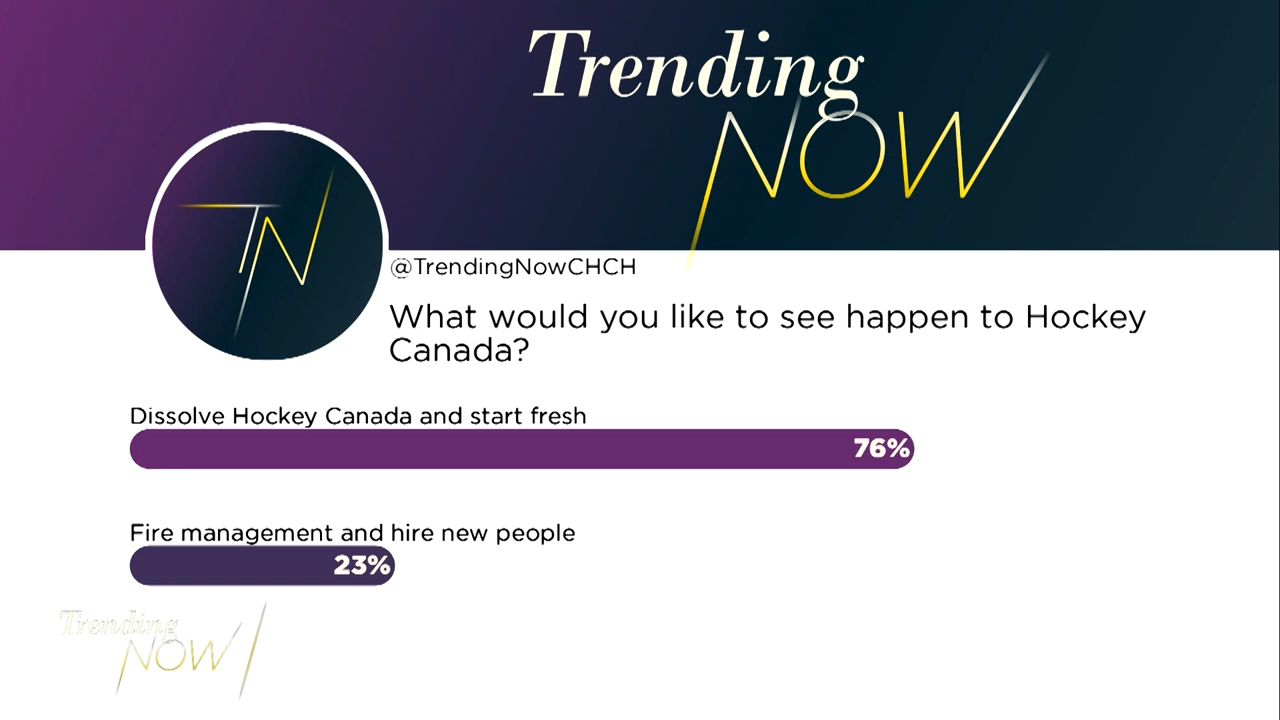 Trending
NOW
TN
@TrendingNowCHCH
What would you like to see happen to Hockey
Canada?
Dissolve Hockey Canada and start fresh
76%
Fire management and hire new people
23%
Trending
NOW